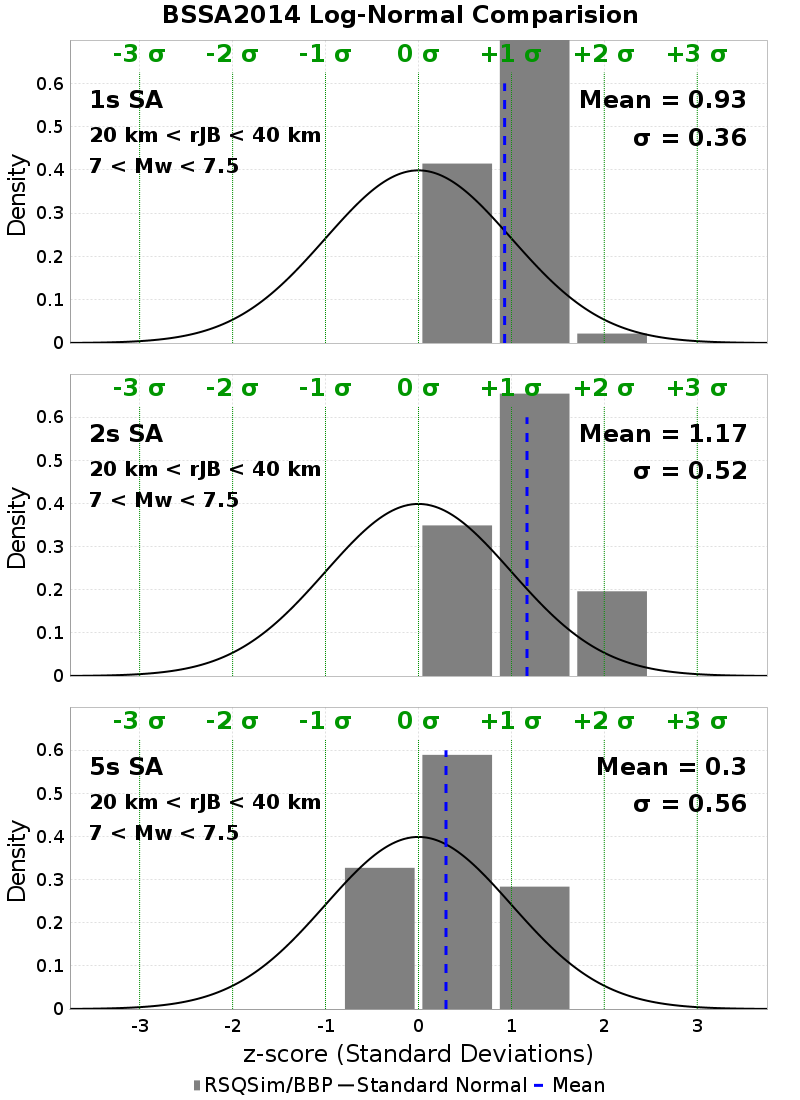 BSSA2014 Log-Normal Comparision
-3 σ -2 σ -1 σ 0 σ +1 σ +2 σ +3 σ
1s SA
Mean = 0.93
20 km < rJB < 40 km
σ = 0.36
7 < Mw < 7.5
0.6
0.5
0.4
0.3
0.2
0.1
0
Density
-3 σ -2 σ -1 σ 0 σ +1 σ +2 σ +3 σ
2s SA
Mean = 1.17
20 km < rJB < 40 km
σ = 0.52
7 < Mw < 7.5
0.6
0.5
0.4
0.3
0.2
0.1
0
Density
-3 σ -2 σ -1 σ 0 σ +1 σ +2 σ +3 σ
5s SA
Mean = 0.3
20 km < rJB < 40 km
σ = 0.56
7 < Mw < 7.5
0.6
0.5
0.4
0.3
0.2
0.1
0
Density
-3 -2 -1 0 1 2 3
z-score (Standard Deviations)
RSQSim/BBP Standard Normal Mean